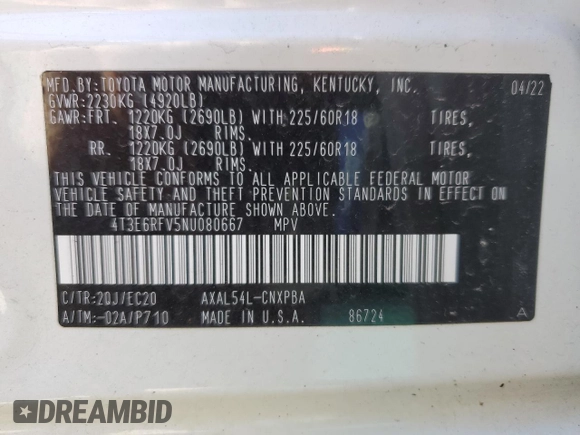 MFD.BY:TOYOTA MOTOR MANUFACTURING, KENTUCKY, INC. 04/22
GVWR:2230KG (4920LB)
GAWR:FRT. 1220KG (2690LB) WITH 225/60R18 TIRES,
18X7.0J RIMS.
RR. 1220KG (2690LB) WITH 225/60R18 TIRES,
18X7.0J RIMS.
THIS VEHICLE CONFORMS TO ALL APPLICABLE FEDERAL MOTOR
VEHICLE SAFETY AND THEFT PREVENTION STANDARDS IN EFFECT ON
THE DATE OF MANUFACTURE SHOWN ABOVE.
4T3E6RFV5NU080667 MPV
C/TR:20J/EC20 AXAL54L-CNXPBA
A/TM:-02A/P710 MADE IN U.S.A. 86724 A
DREAMBID